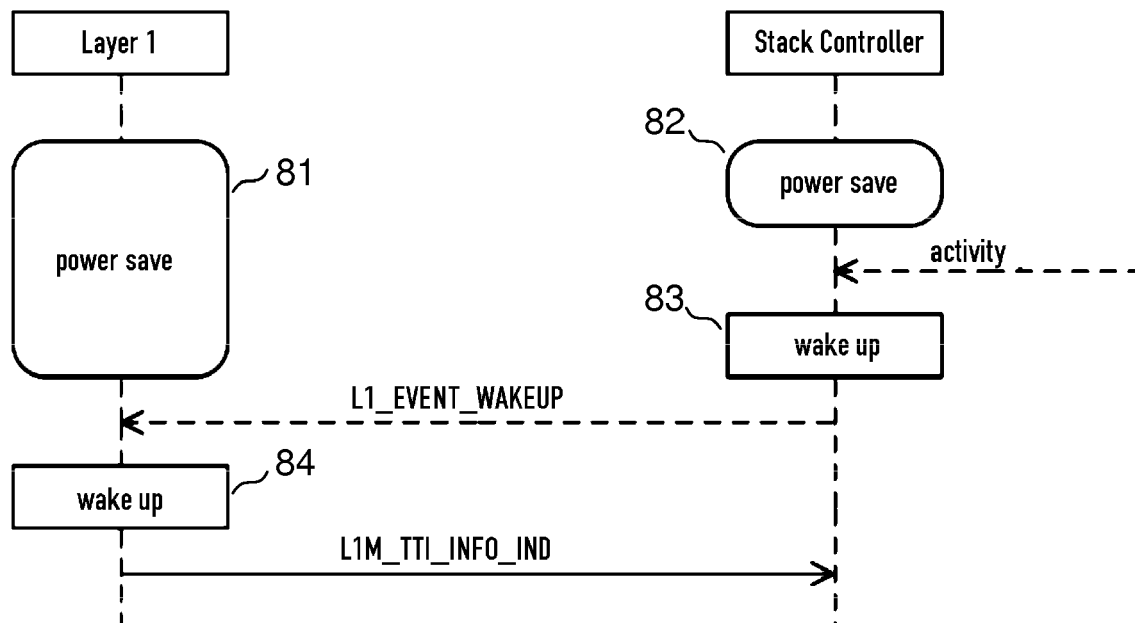 Layer 1
Stack Controller
82
81
power save
power save
activity
83
wake up
L1_EVENT_WAKEUP
84
wake up
L1M_TTI_INFO_IND